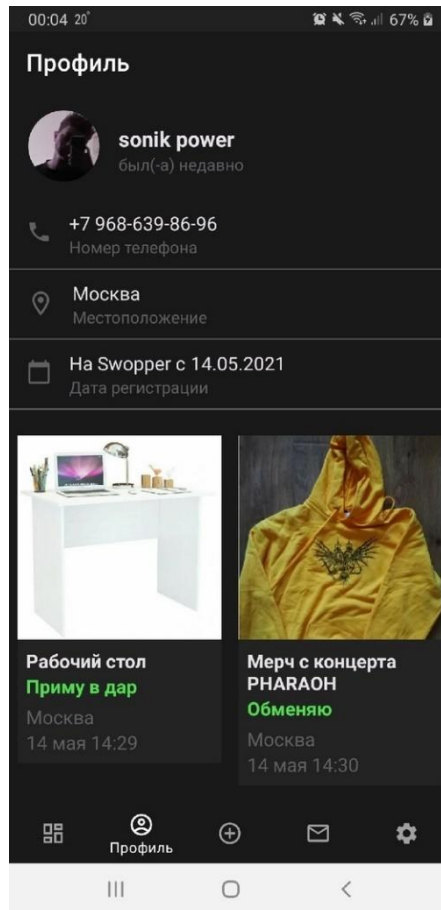 00:04 20° 67%
Профиль
sonik power
был(-а) недавно
+7 968-639-86-96
Номер телефона
Москва
Местоположение
На Swopper с 14.05.2021
Дата регистрации
Рабочий стол
Приму в дар
Москва
14 мая 14:29
Мерч с концерта
PHARAOH
Обменяю
Москва
14 мая 14:30
Профиль